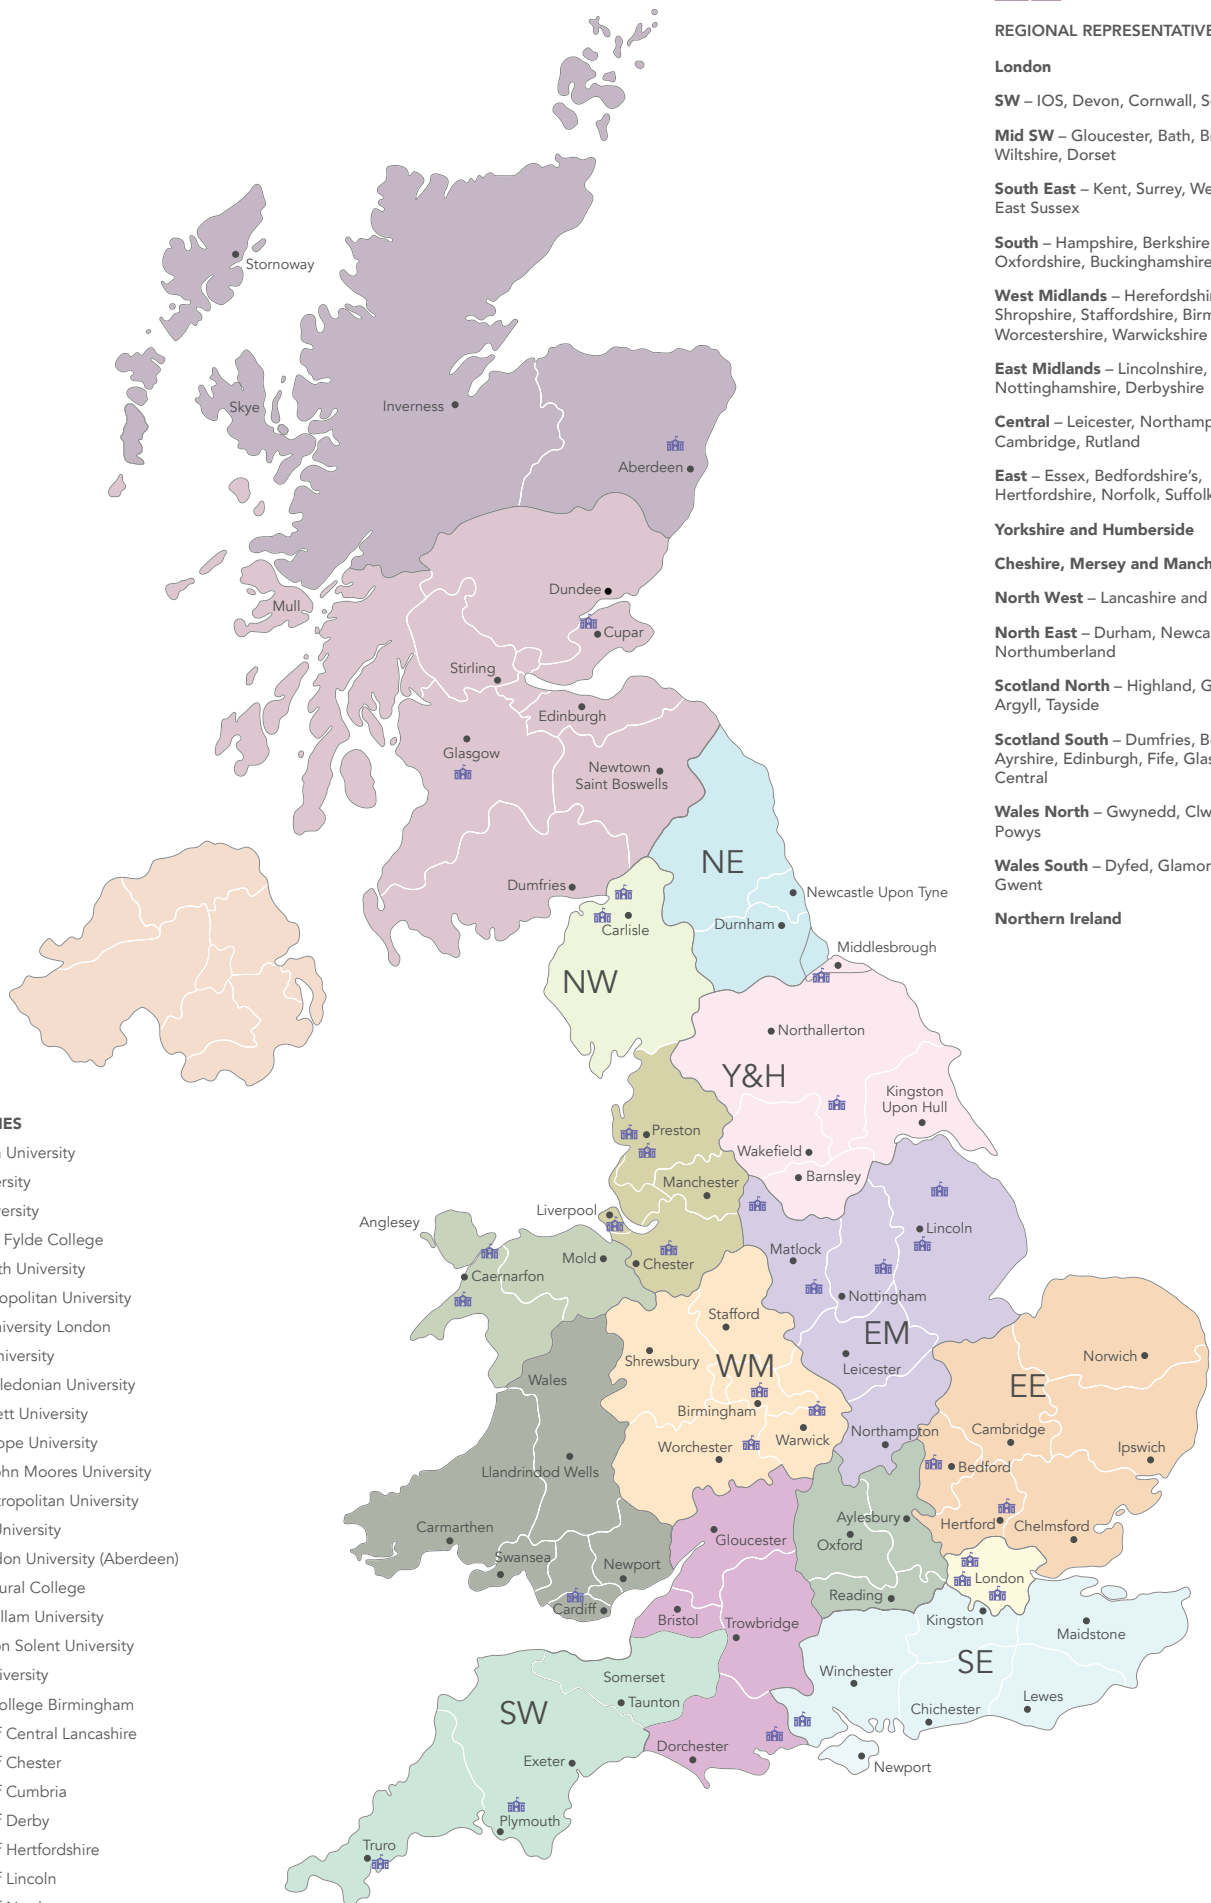 REGIONAL REPRESENTATIVE
London
SW – IOS, Devon, Cornwall, S
Mid SW – Gloucester, Bath, B
Wiltshire, Dorset
South East – Kent, Surrey, We
East Sussex
South – Hampshire, Berkshire,
Oxfordshire, Buckinghamshire
West Midlands – Herefordshi
Shropshire, Staffordshire, Birm
Worcestershire, Warwickshire
East Midlands – Lincolnshire,
Nottinghamshire, Derbyshire
Central – Leicester, Northamp
Cambridge, Rutland
East – Essex, Bedfordshire’s,
Hertfordshire, Norfolk, Suffolk
Yorkshire and Humberside
Cheshire, Mersey and Manch
North West – Lancashire and
North East – Durham, Newca
Northumberland
Scotland North – Highland, G
Argyll, Tayside
Scotland South – Dumfries, B
Ayrshire, Edinburgh, Fife, Glas
Central
Wales North – Gwynedd, Clw
Powys
Wales South – Dyfed, Glamor
Gwent
Northern Ireland
Stornoway
Skye
Inverness
Aberdeen
Dundee
Mull
Cupar
Stirling
Edinburgh
Glasgow
Newtown
Saint Boswells
NE
Dumfries
Newcastle Upon Tyne
Durnham
Carlisle
Middlesbrough
NW
Northallerton
Y&H
Kingston
Upon Hull
Preston
Wakefield
Barnsley
Manchester
Liverpool
Anglesey
Lincoln
Matlock
Mold
Chester
Caernarfon
Nottingham
Stafford
EM
Norwich
Shrewsbury
WM
Leicester
Wales
EE
Birmingham
Northampton
Cambridge
Warwick
Worchester
Ipswich
Bedford
Llandrindod Wells
Aylesbury
Hertford
Chelmsford
Carmarthen
Gloucester
Oxford
Swansea
Newport
London
Reading
Cardiff
Bristol
Trowbridge
Kingston
Maidstone
SE
Somerset
Winchester
Taunton
Lewes
Chichester
SW
Dorchester
Exeter
Newport
Plymouth
Truro
IES
n University
ersity
versity
 Fylde College
th University
opolitan University
niversity London
niversity
ledonian University
ett University
ope University
ohn Moores University
tropolitan University
University
don University (Aberdeen)
ural College
llam University
on Solent University
iversity
ollege Birmingham
f Central Lancashire
f Chester
f Cumbria
f Derby
f Hertfordshire
f Lincoln